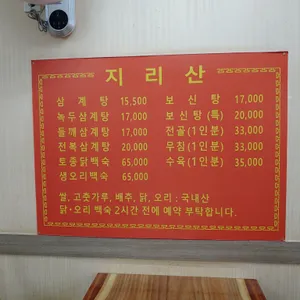 지리산
삼계탕 15,500 보신탕 17,000
녹두삼계탕 17,000 보신탕(특) 20,000
들깨삼계탕 17,000 전골(1인분) 33,000
전복삼계탕 20,000 무침(1인분) 33,000
토종닭백숙 65,000 수육(1인분) 35,000
생오리백숙 65,000
쌀, 고춧가루, 배추, 닭, 오리 : 국내산
닭·오리 백숙 2시간 전에 예약 부탁합니다.